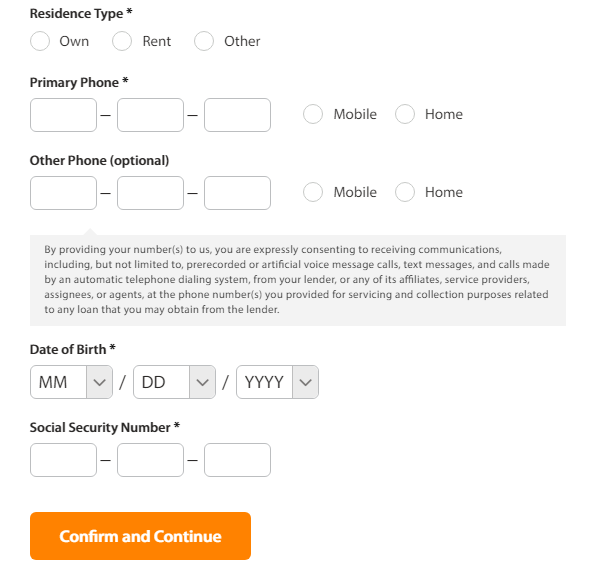 Residence Type *
Own Rent Other
Primary Phone *
– – Mobile Home
Other Phone (optional)
– – Mobile Home
By providing your number(s) to us, you are expressly consenting to receiving communications,
including, but not limited to, prerecorded or artificial voice message calls, text messages, and calls made
by an automatic telephone dialing system, from your lender, or any of its affiliates, service providers,
assignees, or agents, at the phone number(s) you provided for servicing and collection purposes related
to any loan that you may obtain from the lender.
Date of Birth *
MM / DD / YYYY
Social Security Number *
– –
Confirm and Continue